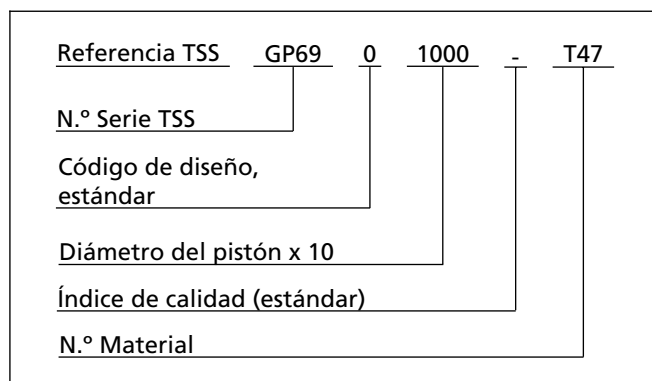 Referencia TSS GP69 0 1000 - T47
N.º Serie TSS
Código de diseño,
estándar
Diámetro del pistón x 10
Índice de calidad (estándar)
N.º Material